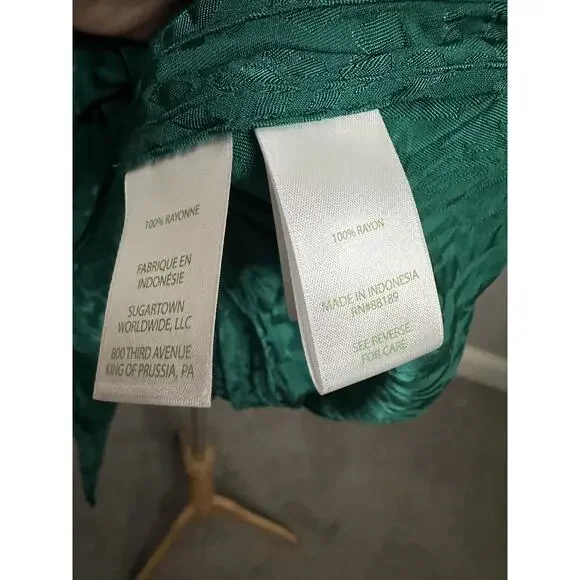 100% RAYONNE
FABRIQUE EN
INDONÉSIE
SUGARTOWN
WORLDWIDE, LLC
800 THIRD AVENUE
KING OF PRUSSIA, PA
100% RAYON
MADE IN INDONESIA
RN#88189
SEE REVERSE
FOR CARE